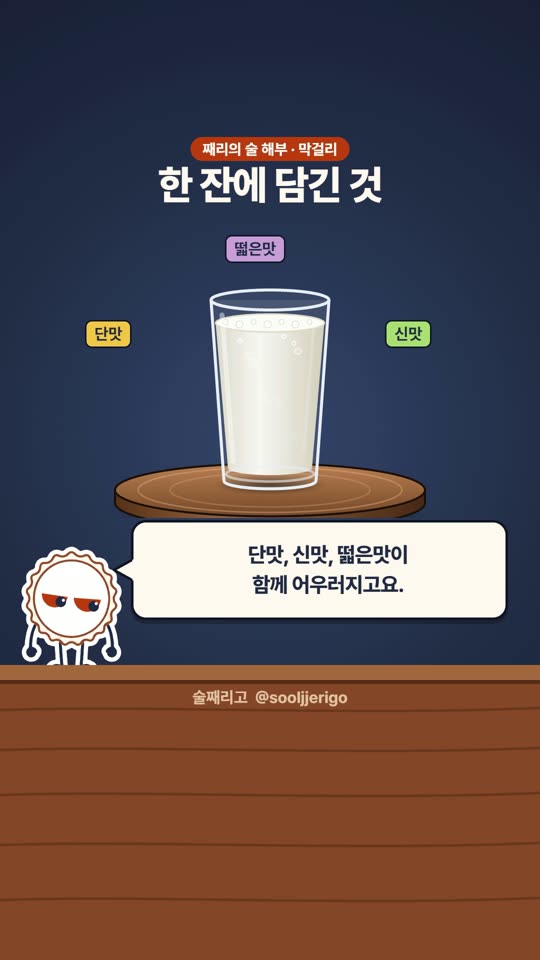 째리의 술 해부 · 막걸리
한 잔에 담긴 것
떫은맛
단맛
신맛
단맛, 신맛, 떫은맛이
함께 어우러지고요.
술째리고 @sooljjerigo